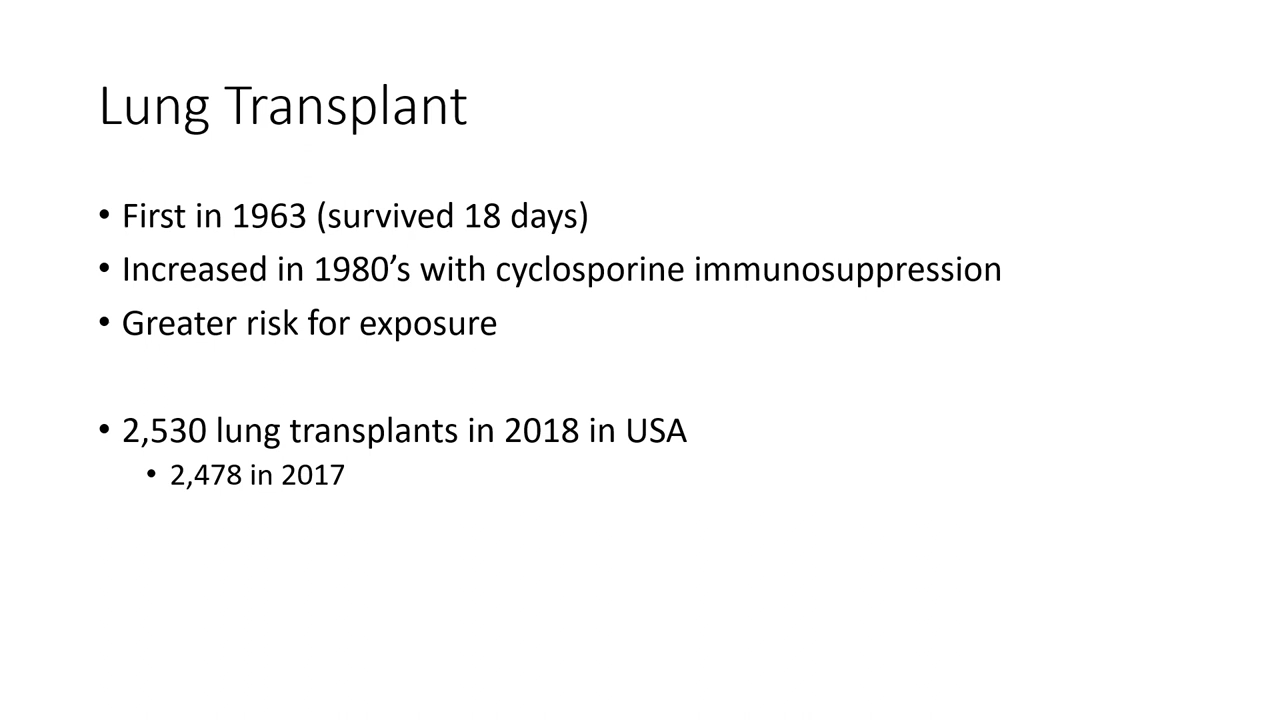 Lung Transplant
• First in 1963 (survived 18 days)
• Increased in 1980’s with cyclosporine immunosuppression
• Greater risk for exposure
• 2,530 lung transplants in 2018 in USA
• 2,478 in 2017